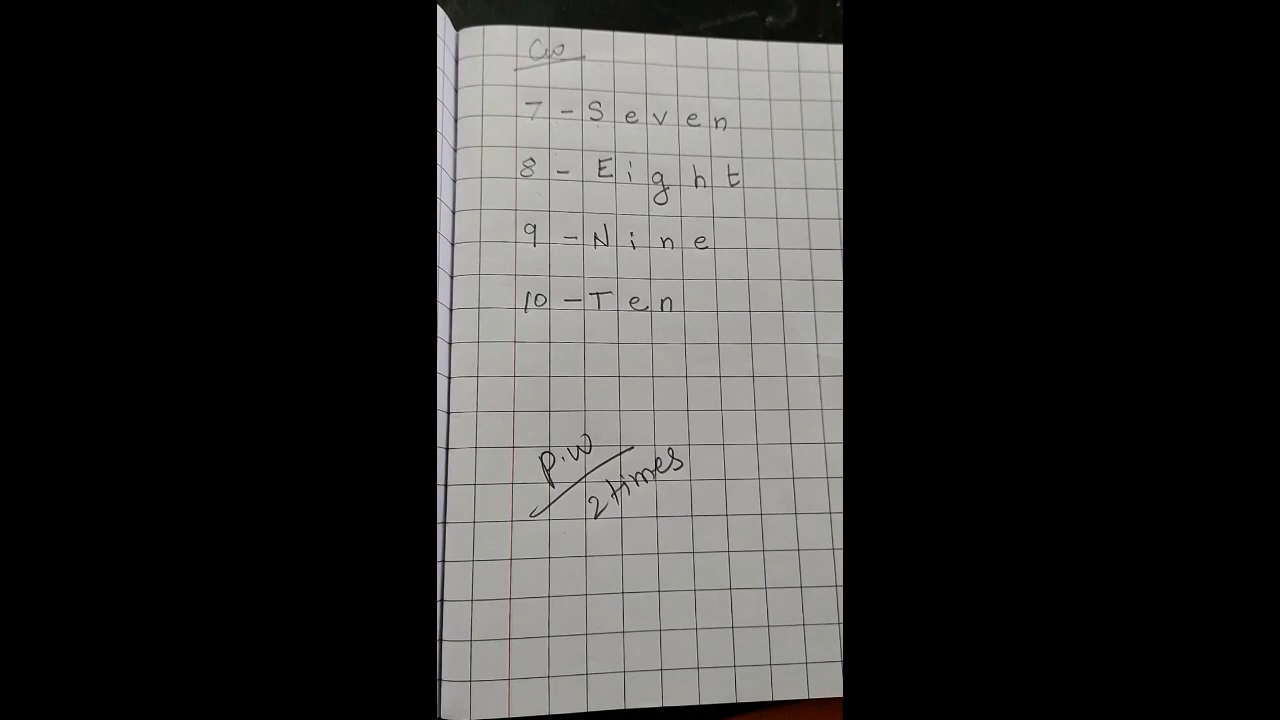 CW
7 - Seven
8 - Eight
9 - Nine
10 - Ten
P.W
2 times